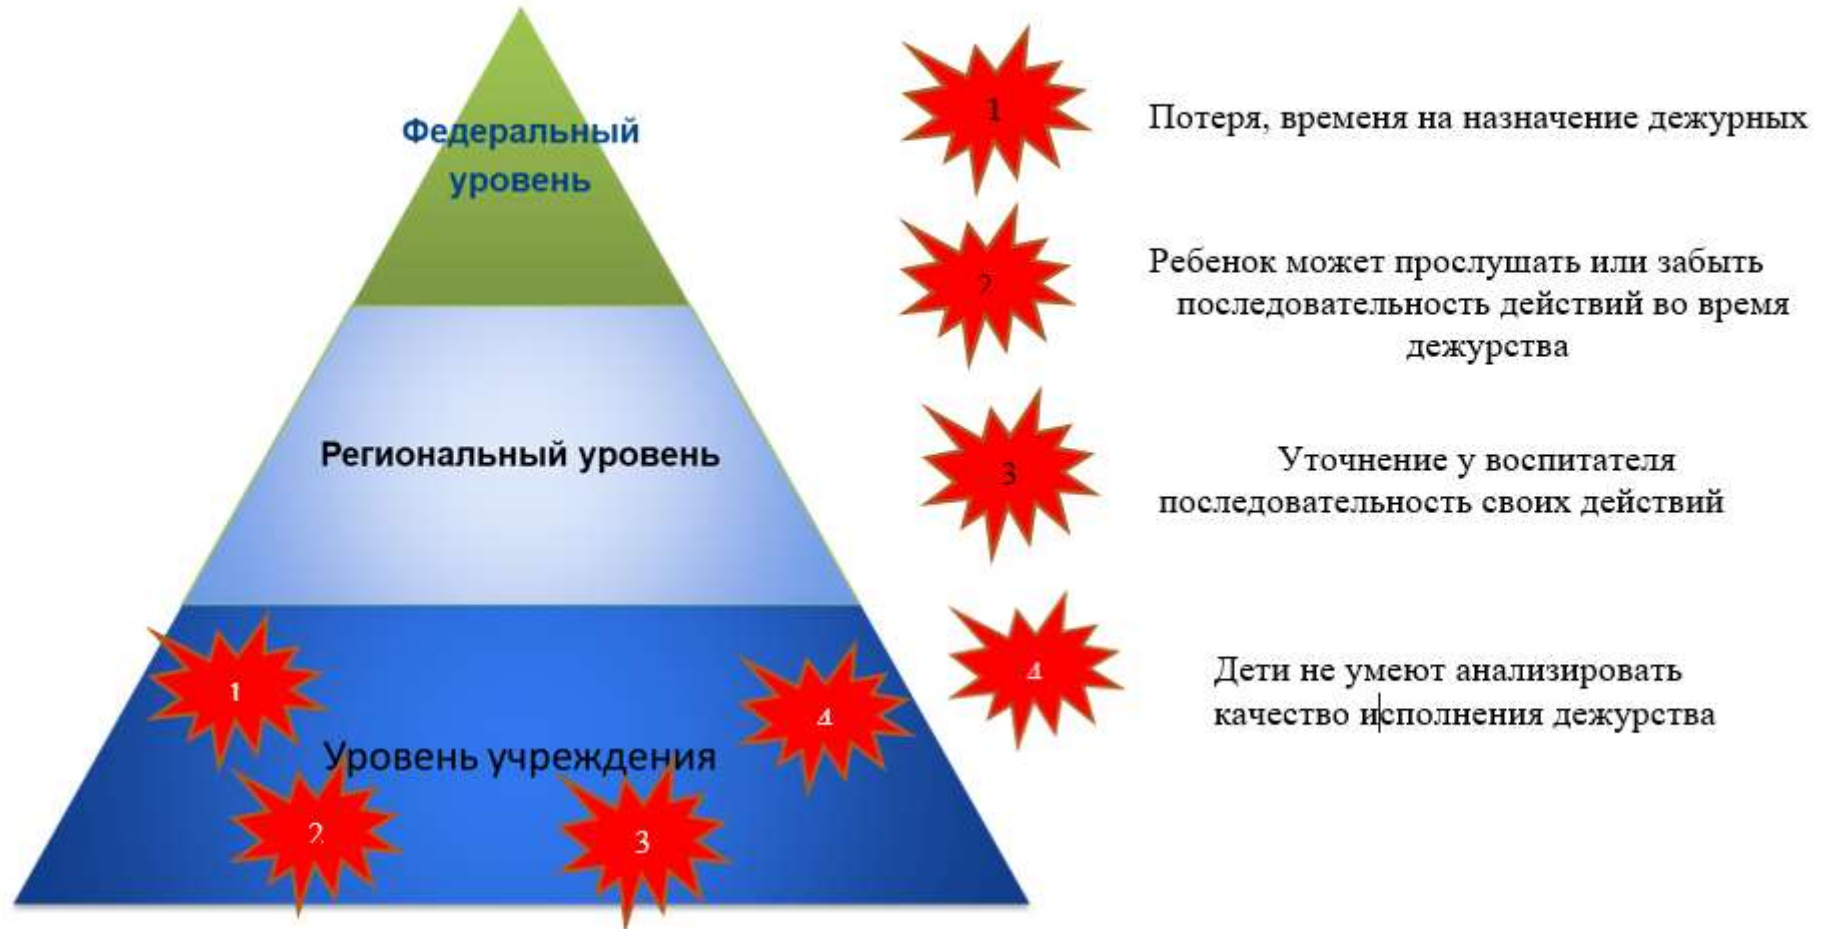 Федеральный
уровень
Региональный уровень
Уровень учреждения
1
2
3
4
1
Потеря, временя на назначение дежурных
2
Ребенок может прослушать или забыть
последовательность действий во время
дежурства
3
Уточнение у воспитателя
последовательность своих действий
4
Дети не умеют анализировать
качество исполнения дежурства